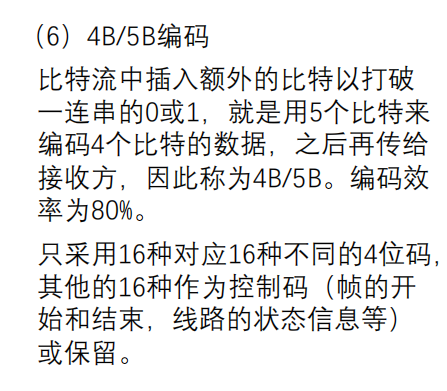 （6）4B/5B编码
比特流中插入额外的比特以打破
一连串的0或1，就是用5个比特来
编码4个比特的数据，之后再传给
接收方，因此称为4B/5B。编码效
率为80%。
只采用16种对应16种不同的4位码，
其他的16种作为控制码（帧的开
始和结束，线路的状态信息等）
或保留。